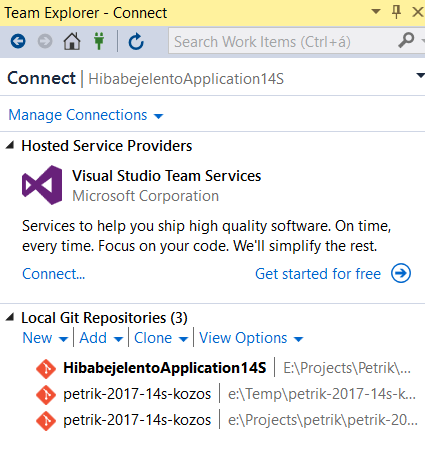 Team Explorer - Connect
Search Work Items (Ctrl+á)
Connect | HibabejelentoApplication14S
Manage Connections
Hosted Service Providers
Visual Studio Team Services
Microsoft Corporation
Services to help you ship high quality software. On time,
every time. Focus on your code. We'll simplify the rest.
Connect... Get started for free
Local Git Repositories (3)
New | Add | Clone | View Options
HibabejelentoApplication14S | E:\Projects\Petrik\...
petrik-2017-14s-kozos | e:\Temp\petrik-2017-14s-k...
petrik-2017-14s-kozos | e:\Projects\petrik\petrik-20...